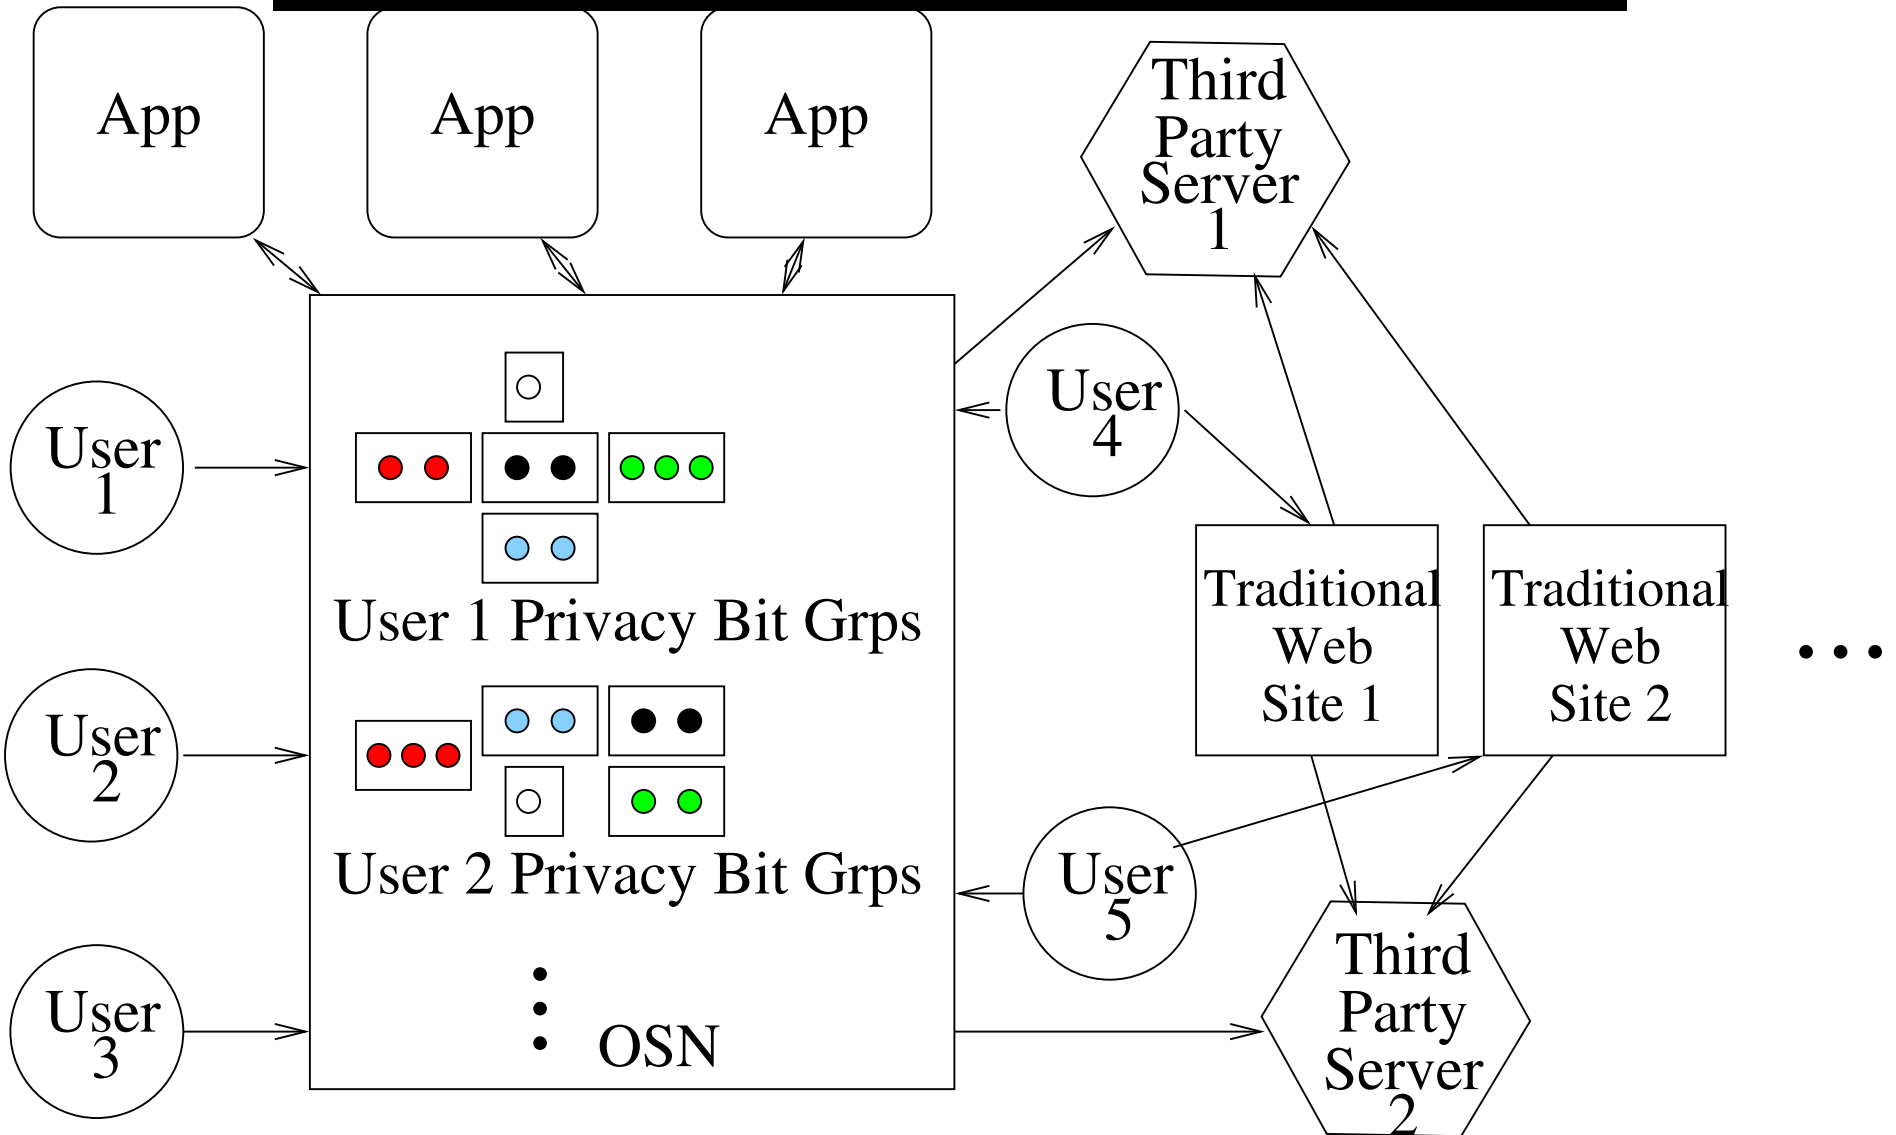 App
App
App
Third
Party
Server
1
User
1
User
4
User 1 Privacy Bit Grps
Traditional
Web
Site 1
Traditional
Web
Site 2
...
User
2
User 2 Privacy Bit Grps
User
5
User
3
OSN
Third
Party
Server
2